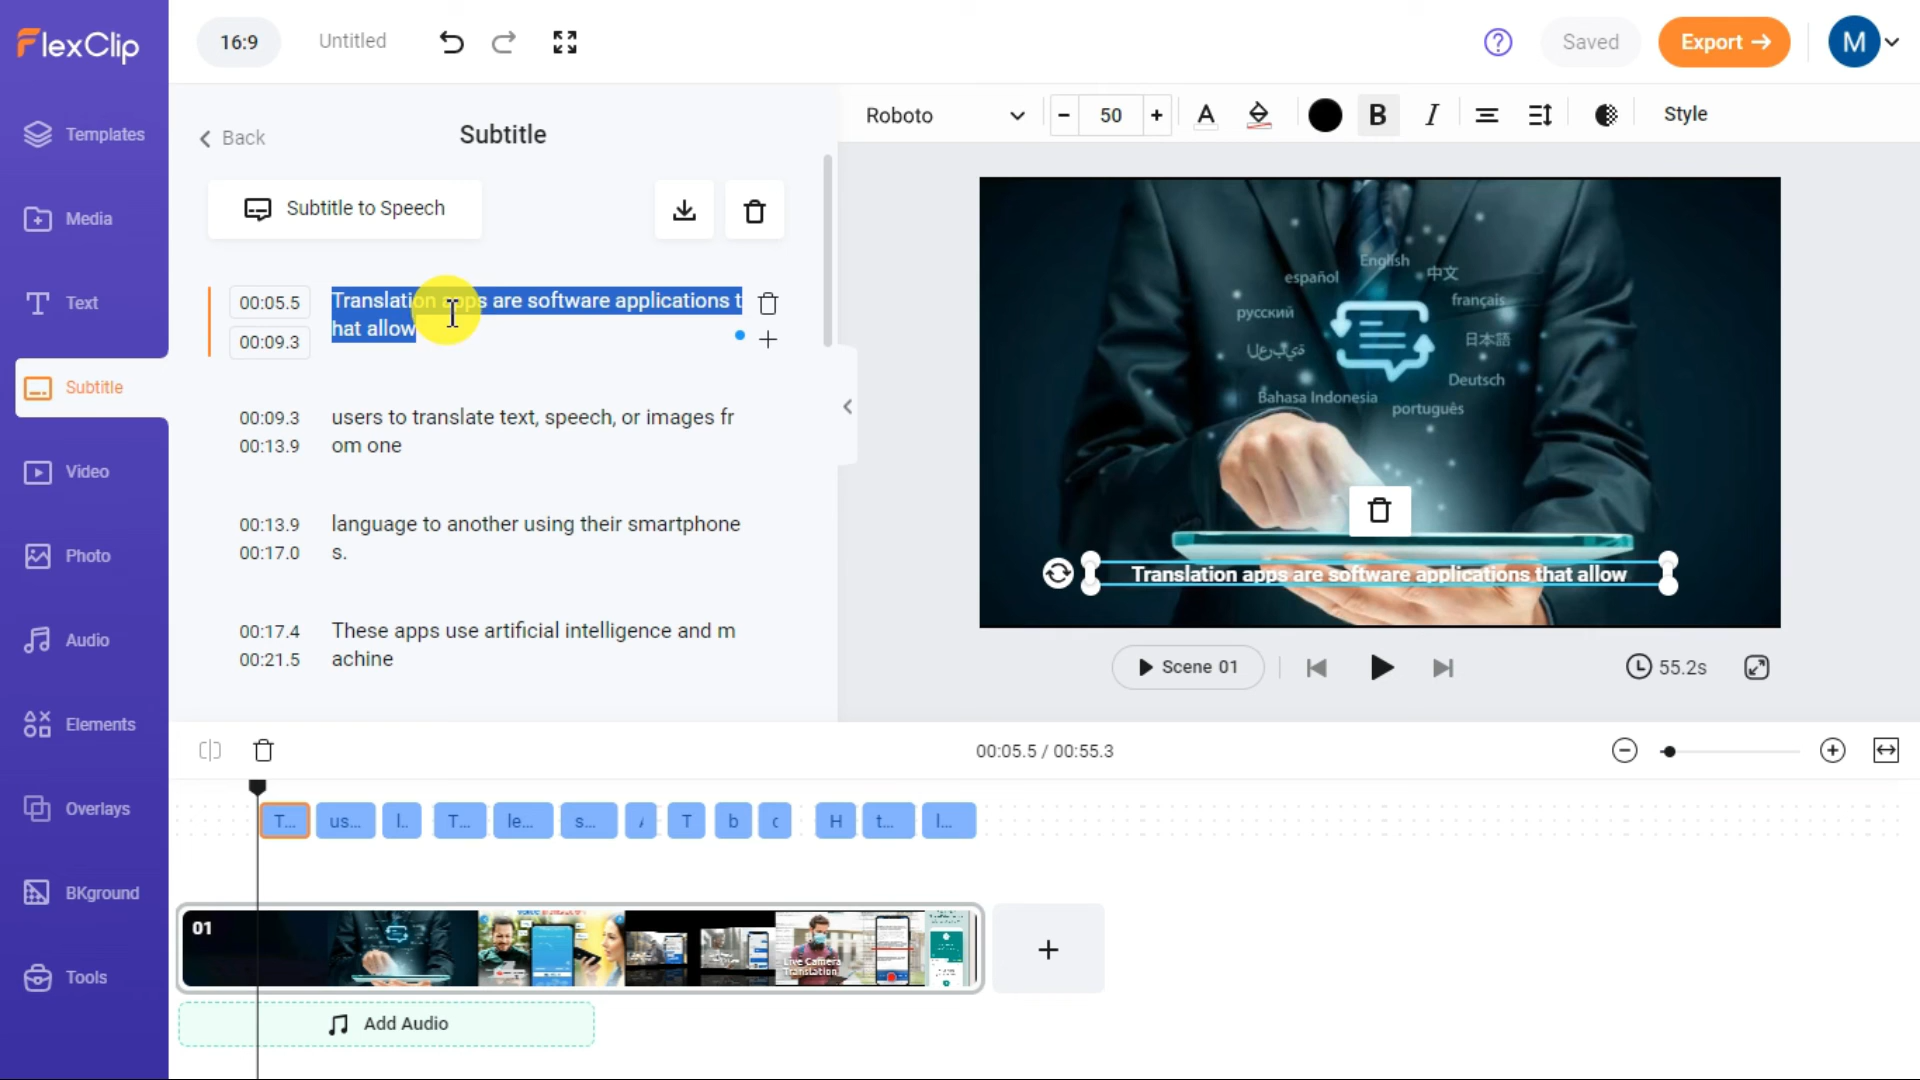 FlexClip
16:9
Untitled
Saved
Export
M
Templates
Media
Text
Subtitle
Video
Photo
Audio
Elements
Overlays
BKground
Tools
Back
Subtitle
Subtitle to Speech
00:05.5
00:09.3
Translation apps are software applications t
hat allow
00:09.3
00:13.9
users to translate text, speech, or images fr
om one
00:13.9
00:17.0
language to another using their smartphone
s.
00:17.4
00:21.5
These apps use artificial intelligence and m
achine
Roboto
- 50 +
A
B
I
Style
English
español
中文
русский
français
日本語
Deutsch
Bahasa Indonesia
português
Translation apps are software applications that allow
Scene 01
55.2s
00:05.5 / 00:55.3
T...
us...
l..
T...
le...
s...
T
b
H
t...
l...
01
Live Camera
Translation
+
Add Audio